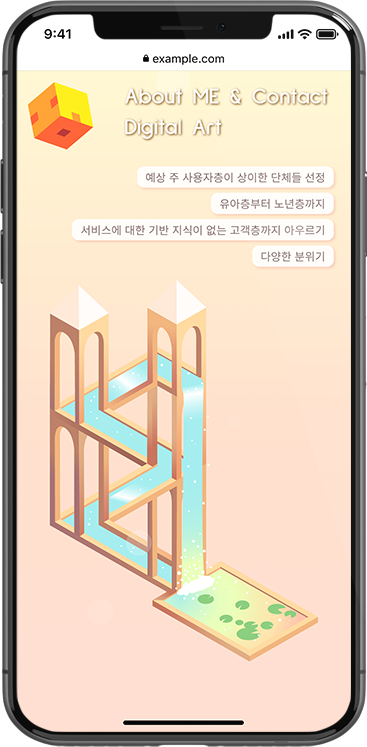 9:41
example.com
About ME & Contact
Digital Art
예상 주 사용자층이 상이한 단체들 선정
유아층부터 노년층까지
서비스에 대한 기반 지식이 없는 고객층까지 아우르기
다양한 분위기